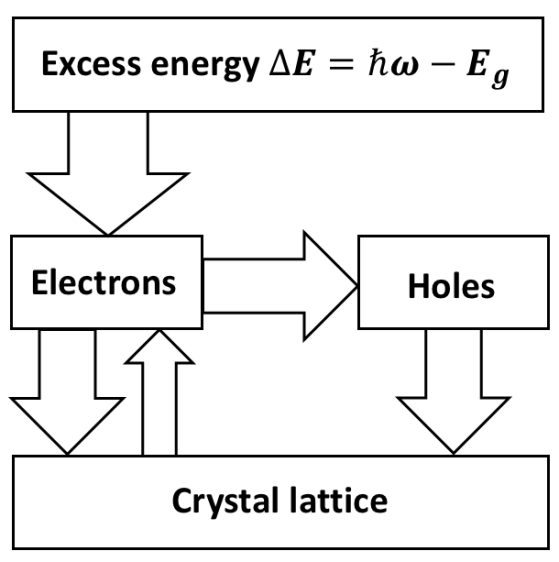 Excess energy ΔE = ℏω − E_g
Electrons
Holes
Crystal lattice